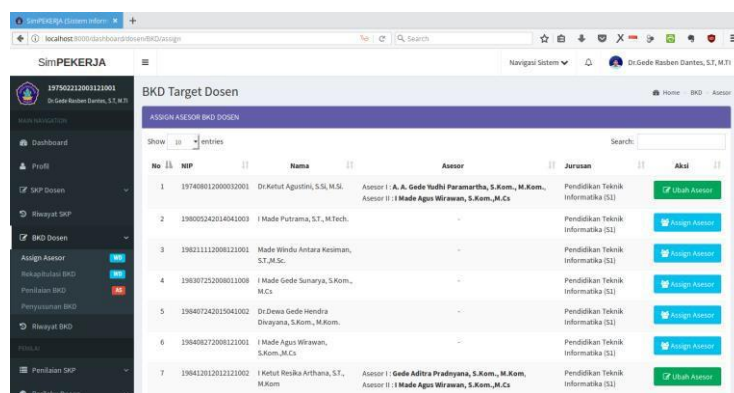 SimPEKERJA (Sistem Inform
localhost:8000/dashboard/dosen/BKD/assign
Search
SimPEKERJA
Navigasi Sistem
Dr.Gede Rasben Dantes, S.T, M.TI
197502212003121001
Dr.Gede Rasben Dantes, S.T, M.TI
MAIN NAVIGATION
Dashboard
Profil
SKP Dosen
Riwayat SKP
BKD Dosen
Assign Asesor WD
Rekapitulasi BKD WD
Penilaian BKD AS
Penyusunan BKD
Riwayat BKD
PENILAI
Penilaian SKP
BKD Target Dosen
Home BKD Asesor
ASSIGN ASESOR BKD DOSEN
Show 10 entries
Search:
No NIP Nama Asesor Jurusan Aksi
1 197408012000032001 Dr.Ketut Agustini, S.Si, M.Si. Asesor I : A. A. Gede Yudhi Paramartha, S.Kom., M.Kom., Pendidikan Teknik Ubah Asesor
Asesor II : I Made Agus Wirawan, S.Kom.,M.Cs Informatika (S1)
2 198005242014041003 I Made Putrama, S.T., M.Tech. - Pendidikan Teknik Assign Asesor
Informatika (S1)
3 198211112008121001 Made Windu Antara Kesiman, - Pendidikan Teknik Assign Asesor
S.T.,M.Sc. Informatika (S1)
4 198307252008011008 I Made Gede Sunarya, S.Kom., - Pendidikan Teknik Assign Asesor
M.Cs Informatika (S1)
5 198407242015041002 Dr.Dewa Gede Hendra - Pendidikan Teknik Assign Asesor
Divayana, S.Kom., M.Kom. Informatika (S1)
6 198408272008121001 I Made Agus Wirawan, - Pendidikan Teknik Assign Asesor
S.Kom.,M.Cs Informatika (S1)
7 198412012012121002 I Ketut Resika Arthana, S.T., Asesor I : Gede Aditra Pradnyana, S.Kom., M.Kom, Pendidikan Teknik Ubah Asesor
M.Kom Asesor II : I Made Agus Wirawan, S.Kom.,M.Cs Informatika (S1)